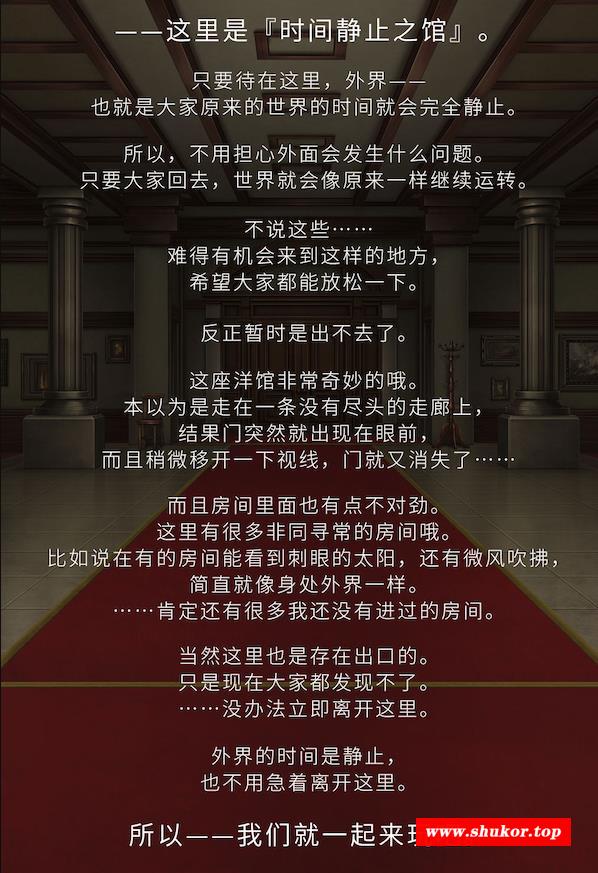 ——这里是『时间静止之馆』。
只要待在这里，外界——
也就是大家原来的世界的时间就会完全静止。
所以，不用担心外面会发生什么问题。
只要大家回去，世界就会像原来一样继续运转。
不说这些……
难得有机会来到这样的地方，
希望大家都能放松一下。
反正暂时是出不去了。
这座洋馆非常奇妙的哦。
本以为是走在一条没有尽头的走廊上，
结果门突然就出现在眼前，
而且稍微移开一下视线，门就又消失了……
而且房间里面也有点不对劲。
这里有很多非同寻常的房间哦。
比如说在有的房间能看到刺眼的太阳，还有微风吹拂，
简直就像身处外界一样。
……肯定还有很多我还没有进过的房间。
当然这里也是存在出口的。
只是现在大家都发现不了。
……没办法立即离开这里。
外界的时间是静止，
也不用急着离开这里。
所以——我们就一起来
www.shukor.top